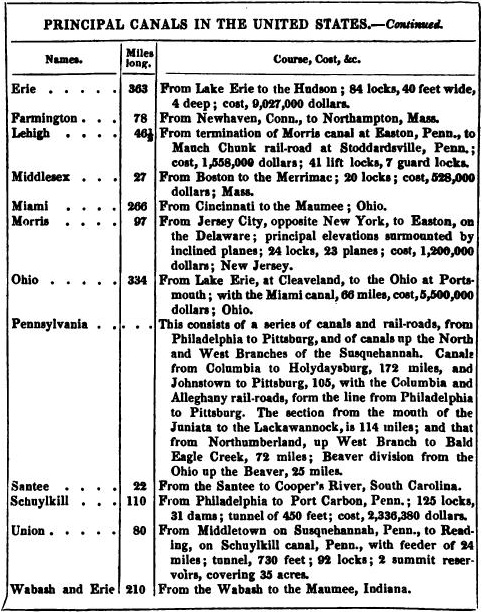 PRINCIPAL CANALS IN THE UNITED STATES.—Continued.
Names. Miles long. Course, Cost, &c.
Erie . . . . . 363 From Lake Erie to the Hudson; 84 locks, 40 feet wide,
4 deep; cost, 9,027,000 dollars.
Farmington . . . 78 From Newhaven, Conn., to Northampton, Mass.
Lehigh . . . . 46½ From termination of Morris canal at Easton, Penn., to
Mauch Chunk rail-road at Stoddardsville, Penn.;
cost, 1,558,000 dollars; 41 lift locks, 7 guard locks.
Middlesex . . . 27 From Boston to the Merrimac; 20 locks; cost, 528,000
dollars; Mass.
Miami . . . . 266 From Cincinnati to the Maumee; Ohio.
Morris . . . . 97 From Jersey City, opposite New York, to Easton, on
the Delaware; principal elevations surmounted by
inclined planes; 24 locks, 23 planes; cost, 1,200,000
dollars; New Jersey.
Ohio . . . . . 334 From Lake Erie, at Cleaveland, to the Ohio at Ports-
mouth; with the Miami canal, 66 miles, cost, 5,500,000
dollars; Ohio.
Pennsylvania . . . . . This consists of a series of canals and rail-roads, from
Philadelphia to Pittsburg, and of canals up the North
and West Branches of the Susquehannah. Canals
from Columbia to Holydaysburg, 172 miles, and
Johnstown to Pittsburg, 105, with the Columbia and
Alleghany rail-roads, form the line from Philadelphia
to Pittsburg. The section from the mouth of the
Juniata to the Lackawannock, is 114 miles; and that
from Northumberland, up West Branch to Bald
Eagle Creek, 72 miles; Beaver division from the
Ohio up the Beaver, 25 miles.
Santee . . . . 22 From the Santee to Cooper's River, South Carolina.
Schuylkill . . . 110 From Philadelphia to Port Carbon, Penn.; 125 locks,
31 dams; tunnel of 450 feet; cost, 2,336,380 dollars.
Union . . . . . 80 From Middletown on Susquehannah, Penn., to Read-
ing, on Schuylkill canal, Penn., with feeder of 24
miles; tunnel, 730 feet; 92 locks; 2 summit reser-
voirs, covering 35 acres.
Wabash and Erie 210 From the Wabash to the Maumee, Indiana.